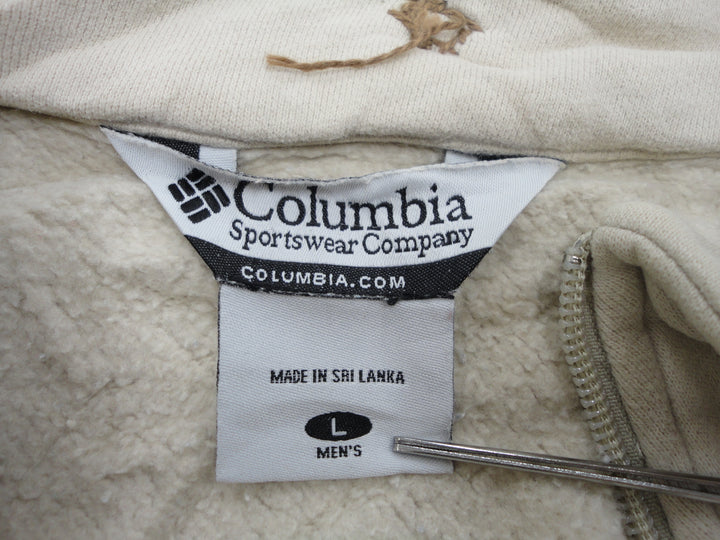 Columbia
Sportswear Company
COLUMBIA.COM
MADE IN SRI LANKA
L
MEN'S